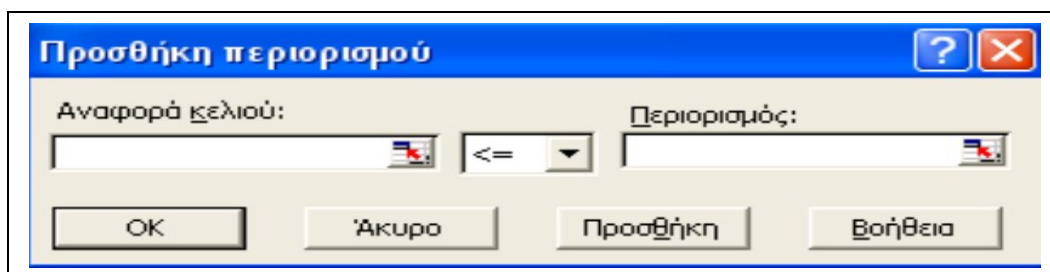 Προσθήκη περιορισμού
Αναφορά κελιού:
Περιορισμός:
<=
OK
Άκυρο
Προσθήκη
Βοήθεια